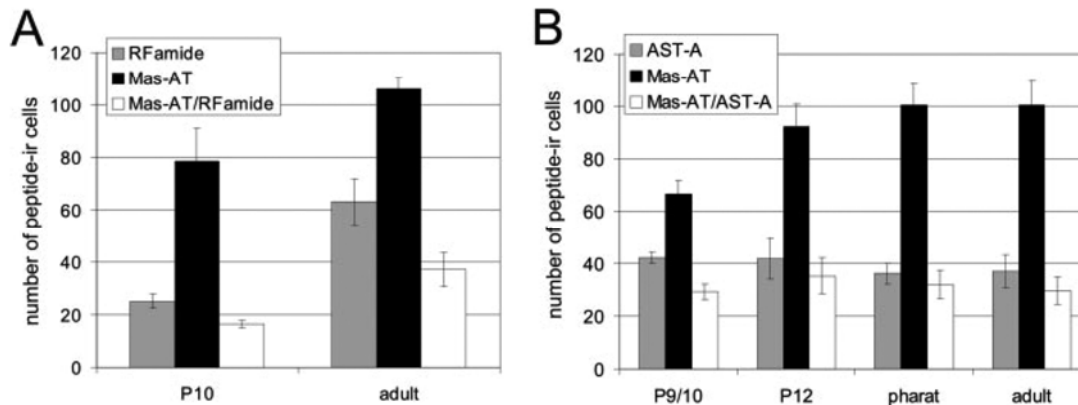 A
RFamide
Mas-AT
Mas-AT/RFamide
number of peptide-ir cells
120
100
80
60
40
20
0
P10 adult
B
AST-A
Mas-AT
Mas-AT/AST-A
number of peptide-ir cells
120
100
80
60
40
20
0
P9/10 P12 pharat adult